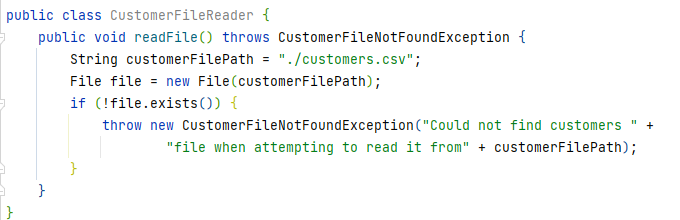 public class CustomerFileReader {
public void readFile() throws CustomerFileNotFoundException {
String customerFilePath = "./customers.csv";
File file = new File(customerFilePath);
if (!file.exists()) {
throw new CustomerFileNotFoundException("Could not find customers " +
"file when attempting to read it from" + customerFilePath);
}
}
}